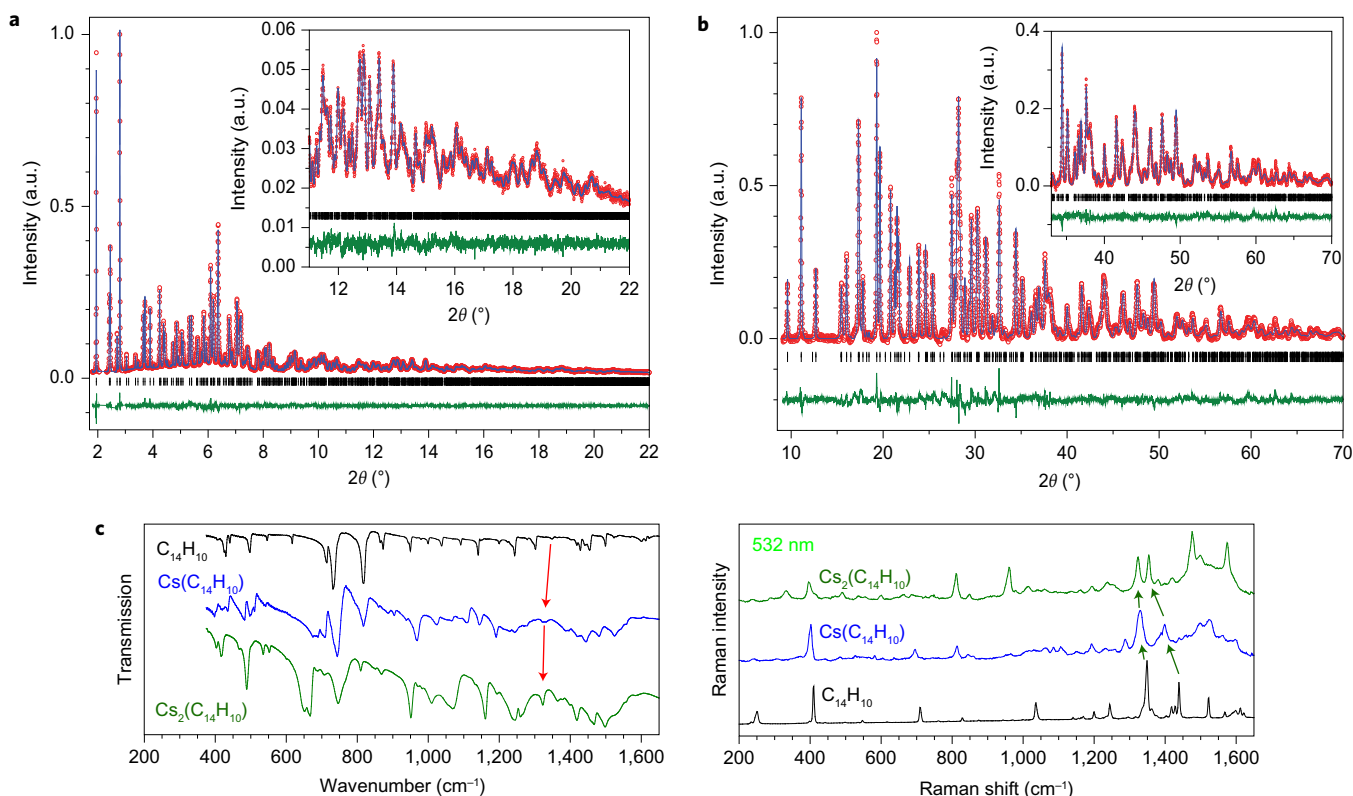 a
Intensity (a.u.)
1.0
0.5
0.0
2 4 6 8 10 12 14 16 18 20 22
2θ (°)
Intensity (a.u.)
0.06
0.05
0.04
0.03
0.02
0.01
0.00
12 14 16 18 20 22
2θ (°)
b
Intensity (a.u.)
1.0
0.5
0.0
10 20 30 40 50 60 70
2θ (°)
Intensity (a.u.)
0.4
0.2
0.0
40 50 60 70
2θ (°)
c
Transmission
C₁₄H₁₀
Cs(C₁₄H₁₀)
Cs₂(C₁₄H₁₀)
200 400 600 800 1,000 1,200 1,400 1,600
Wavenumber (cm⁻¹)
Raman intensity
532 nm
Cs₂(C₁₄H₁₀)
Cs(C₁₄H₁₀)
C₁₄H₁₀
200 400 600 800 1,000 1,200 1,400 1,600
Raman shift (cm⁻¹)